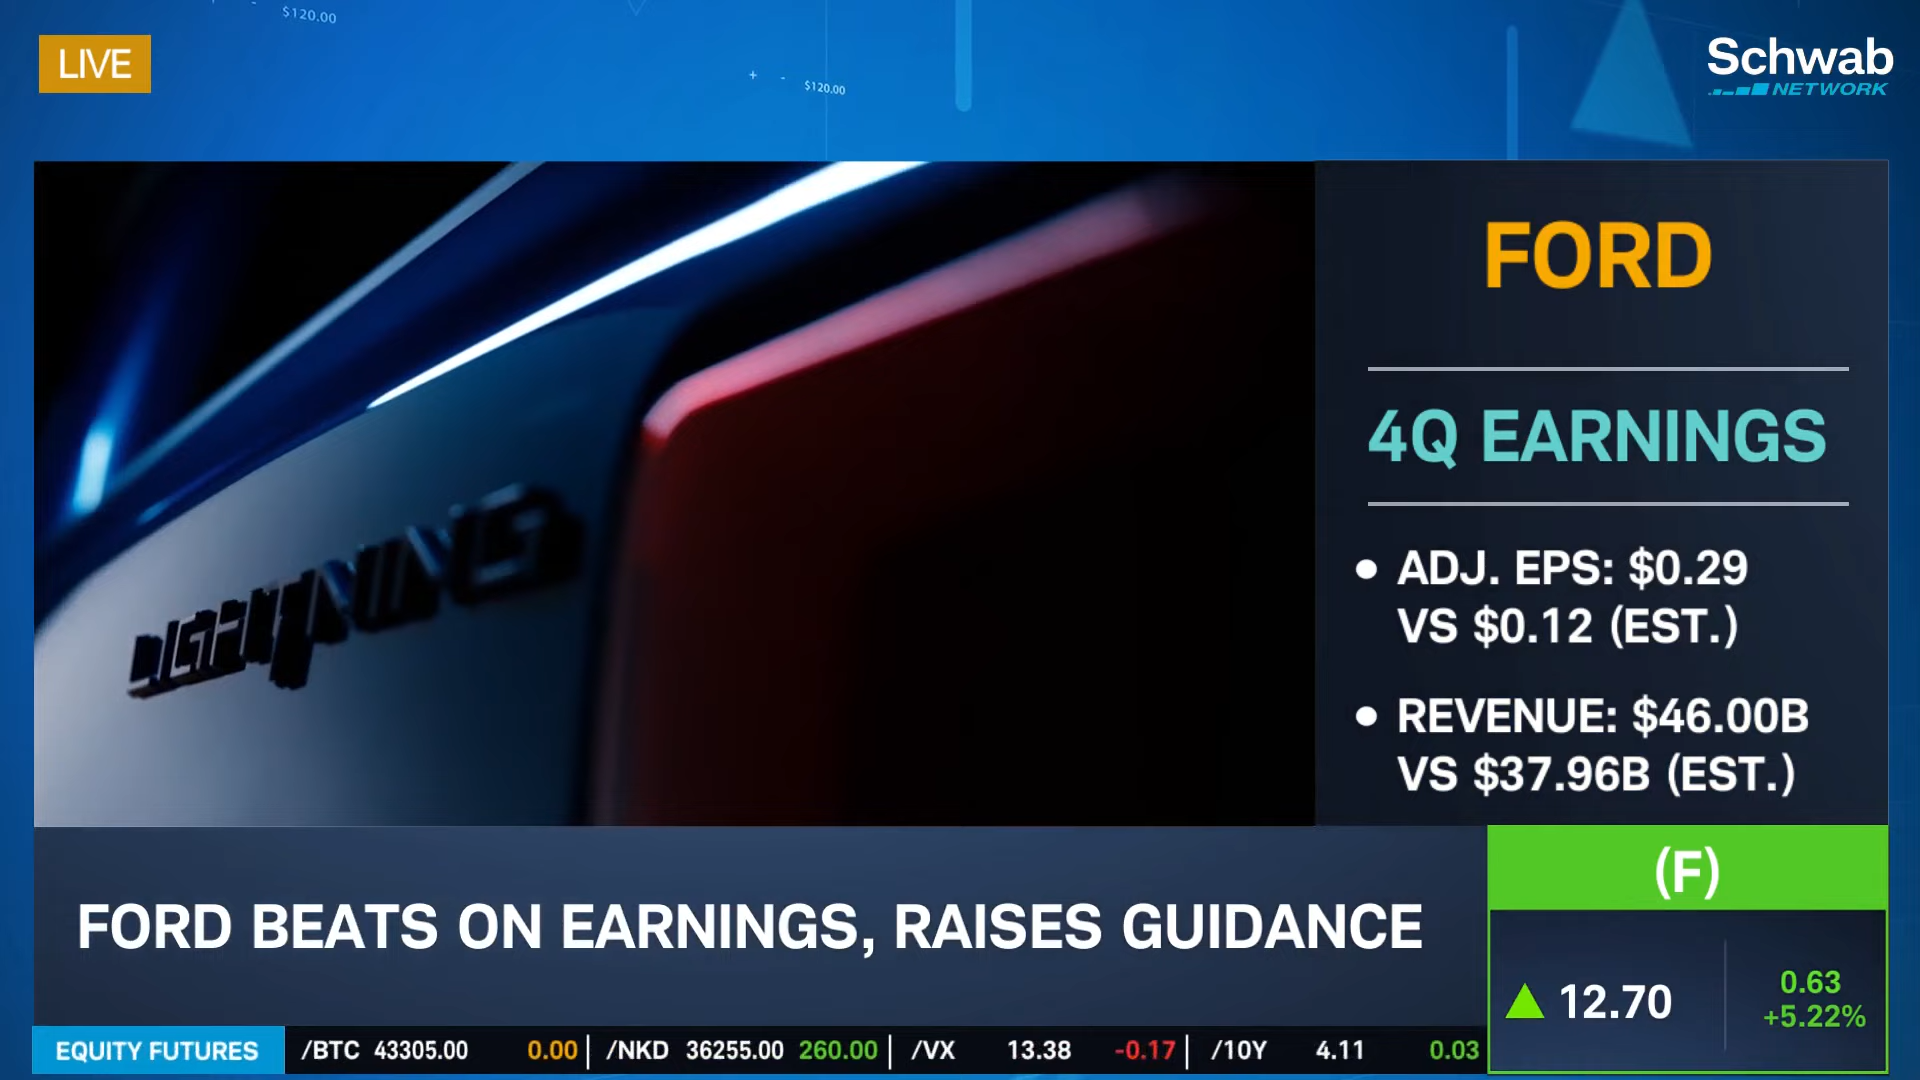 $120.00
LIVE
+ - $120.00
Schwab
NETWORK
FORD
4Q EARNINGS
LIGHTNING
• ADJ. EPS: $0.29
VS $0.12 (EST.)
• REVENUE: $46.00B
VS $37.96B (EST.)
(F)
FORD BEATS ON EARNINGS, RAISES GUIDANCE
▲ 12.70
0.63
+5.22%
EQUITY FUTURES /BTC 43305.00 0.00 | /NKD 36255.00 260.00 | /VX 13.38 -0.17 | /10Y 4.11 0.03